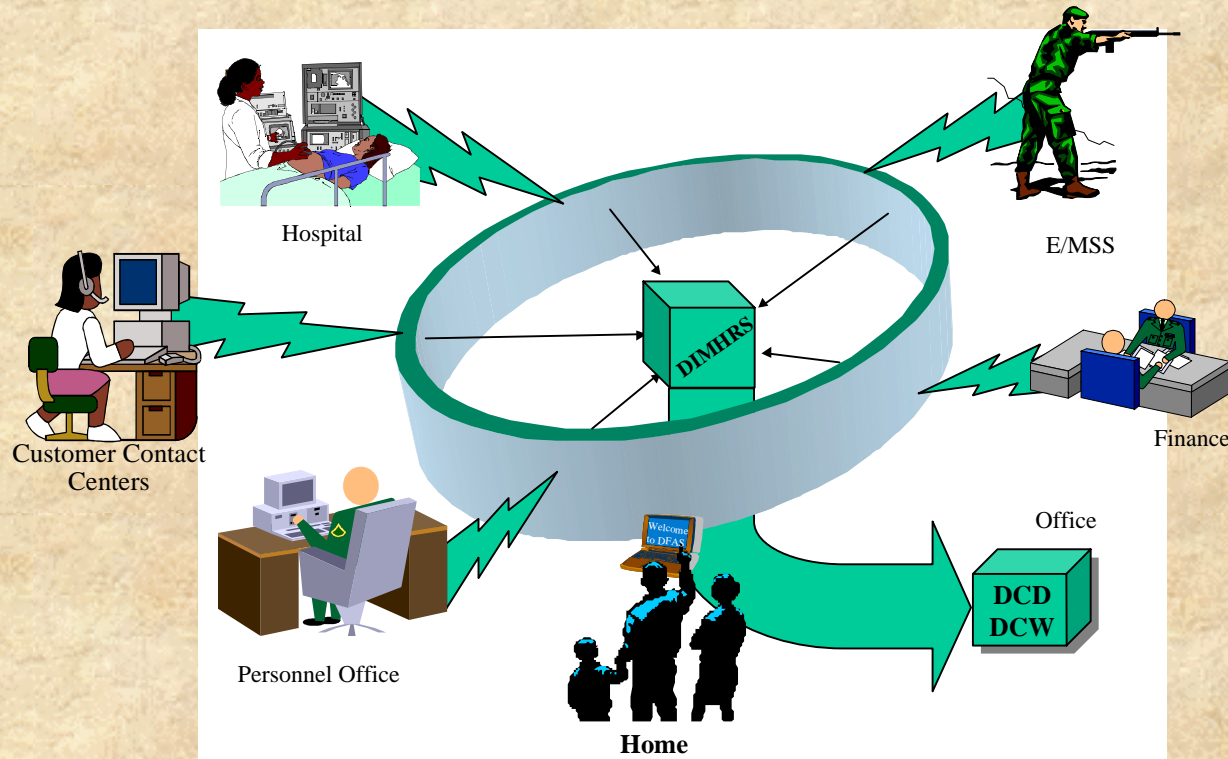 Hospital
E/MSS
DIMHRS
Customer Contact
Centers
Finance
Welcome
to DFAS
Office
DCD
DCW
Personnel Office
Home